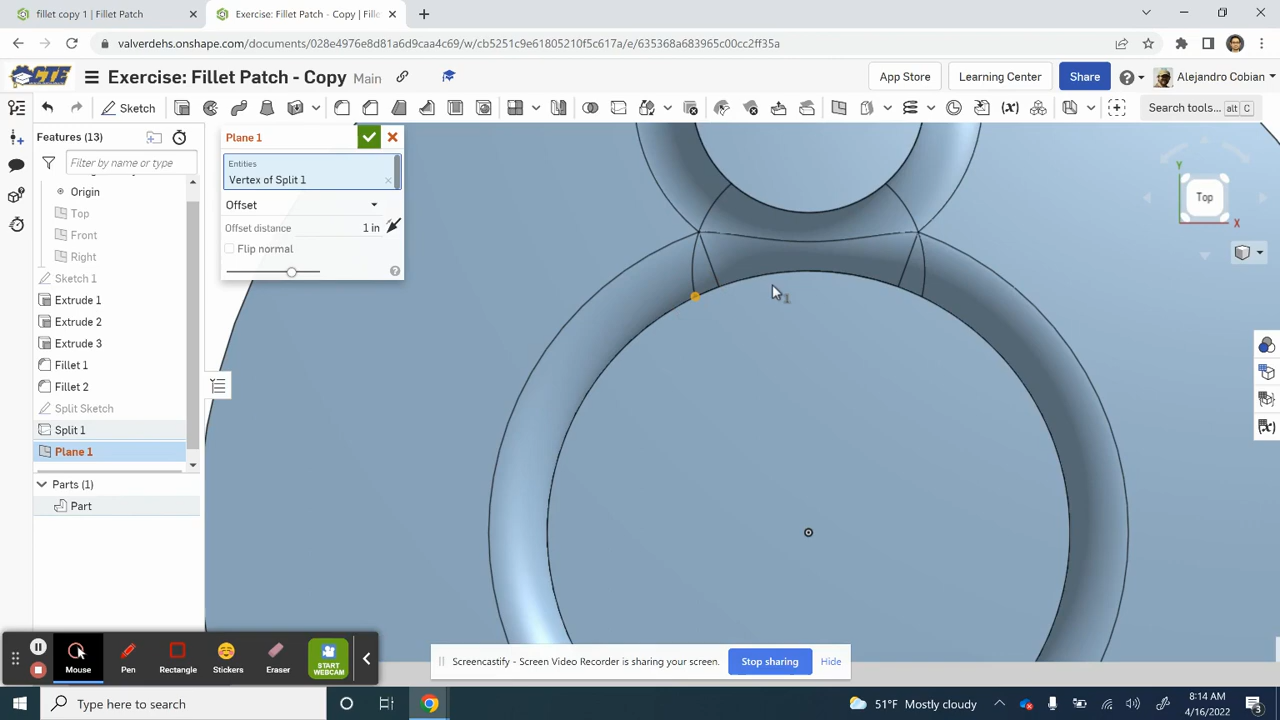 fillet copy 1 | Fillet Patch
Exercise: Fillet Patch - Copy | Fill
valverdehs.onshape.com/documents/028e4976e8d81a6d9caa4c69/w/cb5251c9e61805210f5c617a/e/635368a683965c00cc2ff35a
CTE
Exercise: Fillet Patch - Copy Main
App Store
Learning Center
Share
Alejandro Cobian
Sketch
Search tools...
alt C
Features (13)
Filter by name or type
Origin
Top
Front
Right
Sketch 1
Extrude 1
Extrude 2
Extrude 3
Fillet 1
Fillet 2
Split Sketch
Split 1
Plane 1
Parts (1)
Part
Plane 1
Entities
Vertex of Split 1
Offset
Offset distance 1 in
Flip normal
Y
Top
X
1
Mouse
Pen
Rectangle
Stickers
Eraser
START
WEBCAM
Screencastify - Screen Video Recorder is sharing your screen.
Stop sharing
Hide
Type here to search
51°F Mostly cloudy
8:14 AM
4/16/2022
3